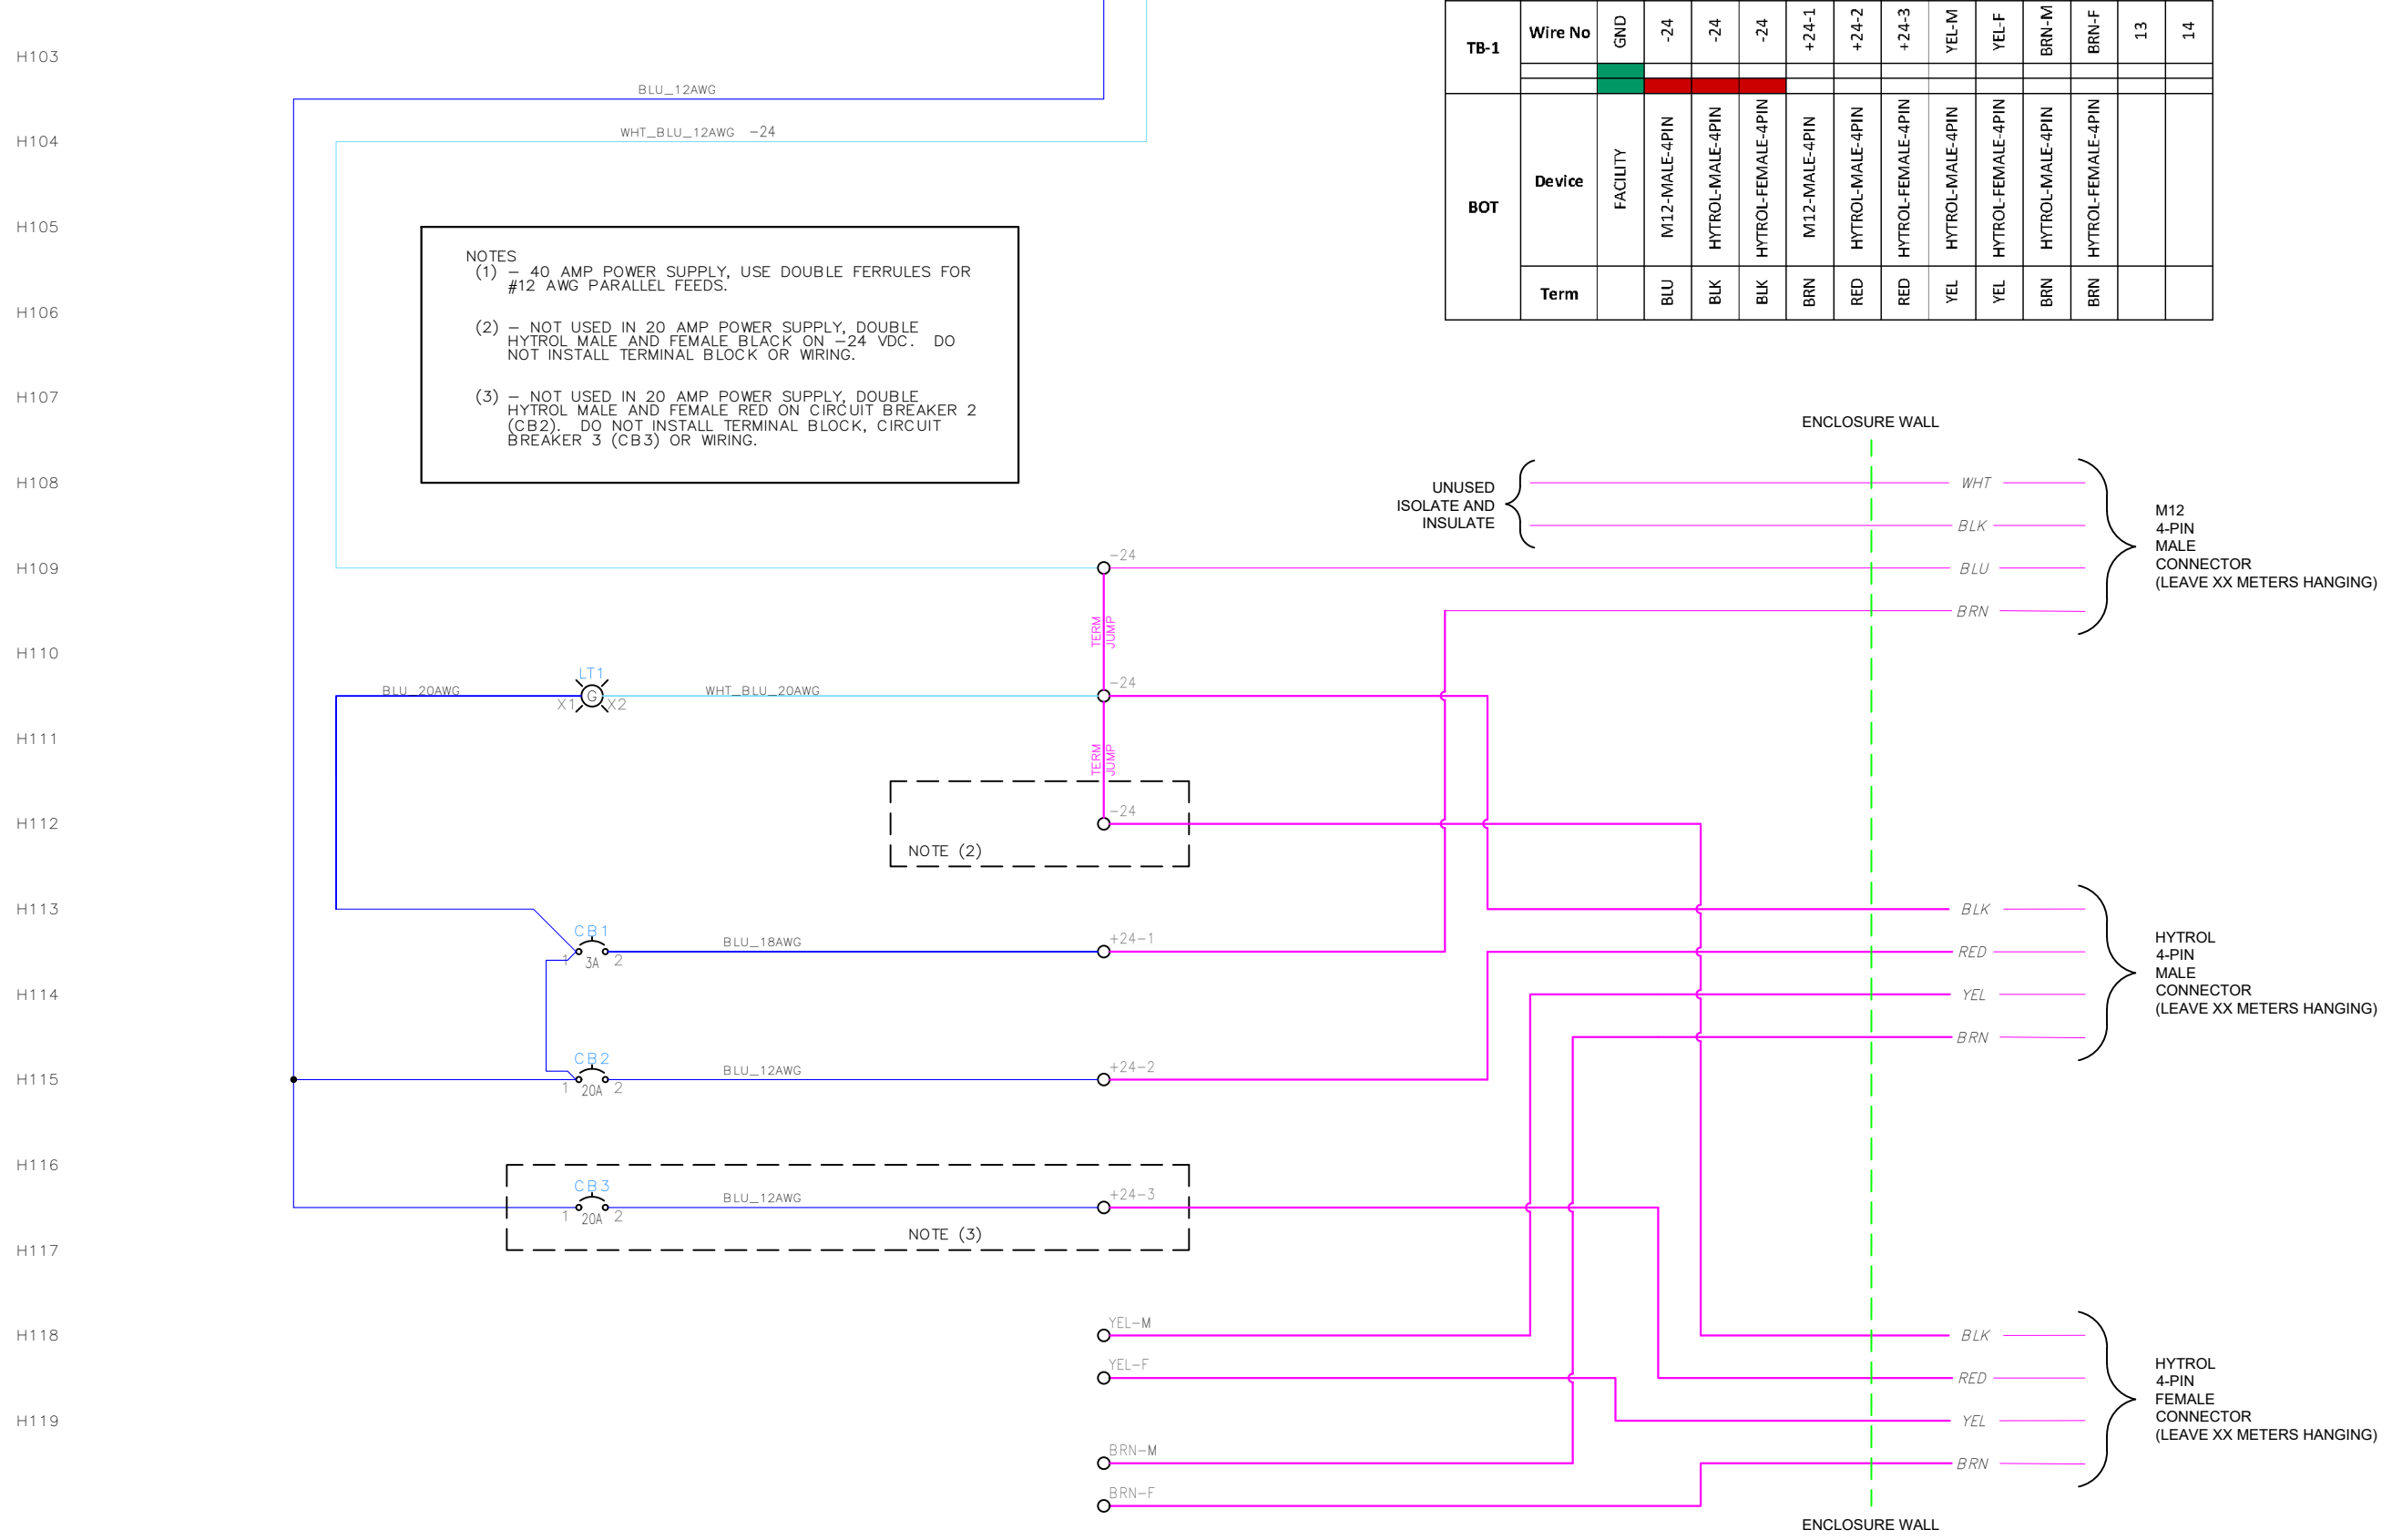 H103
H104
H105
H106
H107
H108
H109
H110
H111
H112
H113
H114
H115
H116
H117
H118
H119
BLU_12AWG
WHT_BLU_12AWG -24
TB-1
Wire No
GND
-24
-24
-24
+24-1
+24-2
+24-3
YEL-M
YEL-F
BRN-M
BRN-F
13
14
BOT
Device
FACILITY
M12-MALE-4PIN
HYTROL-MALE-4PIN
HYTROL-FEMALE-4PIN
M12-MALE-4PIN
HYTROL-MALE-4PIN
HYTROL-FEMALE-4PIN
HYTROL-MALE-4PIN
HYTROL-FEMALE-4PIN
HYTROL-MALE-4PIN
HYTROL-FEMALE-4PIN
Term
BLU
BLK
BLK
BRN
RED
RED
YEL
YEL
BRN
BRN
NOTES
(1) – 40 AMP POWER SUPPLY, USE DOUBLE FERRULES FOR
#12 AWG PARALLEL FEEDS.
(2) – NOT USED IN 20 AMP POWER SUPPLY, DOUBLE
HYTROL MALE AND FEMALE BLACK ON –24 VDC. DO
NOT INSTALL TERMINAL BLOCK OR WIRING.
(3) – NOT USED IN 20 AMP POWER SUPPLY, DOUBLE
HYTROL MALE AND FEMALE RED ON CIRCUIT BREAKER 2
(CB2). DO NOT INSTALL TERMINAL BLOCK, CIRCUIT
BREAKER 3 (CB3) OR WIRING.
ENCLOSURE WALL
UNUSED
ISOLATE AND
INSULATE
WHT
BLK
BLU
BRN
M12
4-PIN
MALE
CONNECTOR
(LEAVE XX METERS HANGING)
-24
TERM
JUMP
LT1
BLU_20AWG
X1
G
X2
WHT_BLU_20AWG
-24
TERM
JUMP
-24
NOTE (2)
CB1
1
3A
2
BLU_18AWG
+24-1
BLK
RED
YEL
BRN
HYTROL
4-PIN
MALE
CONNECTOR
(LEAVE XX METERS HANGING)
CB2
1
20A
2
BLU_12AWG
+24-2
CB3
1
20A
2
BLU_12AWG
+24-3
NOTE (3)
YEL-M
YEL-F
BRN-M
BRN-F
BLK
RED
YEL
BRN
HYTROL
4-PIN
FEMALE
CONNECTOR
(LEAVE XX METERS HANGING)
ENCLOSURE WALL